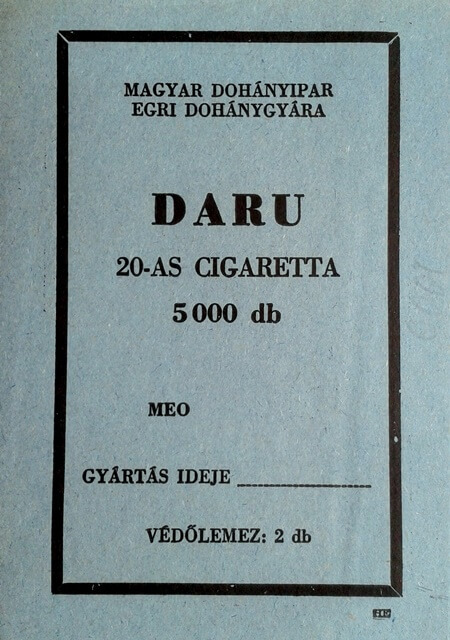 MAGYAR DOHÁNYIPAR
EGRI DOHÁNYGYÁRA
DARU
20-AS CIGARETTA
5000 db
MEO
GYÁRTÁS IDEJE
VÉDŐLEMEZ: 2 db